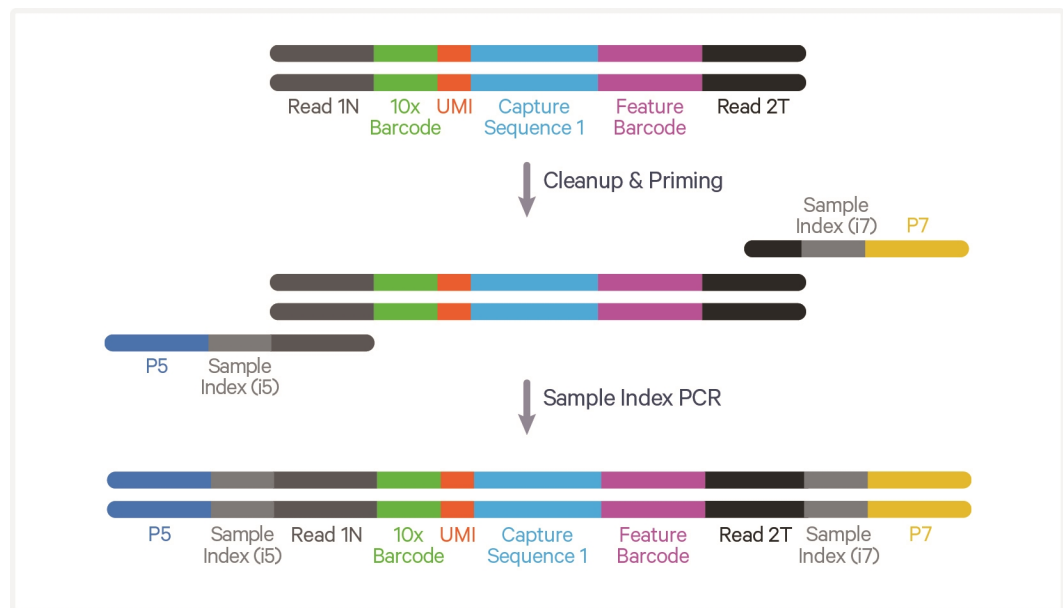 Read 1N
10x
Barcode
UMI
Capture
Sequence 1
Feature
Barcode
Read 2T
Cleanup & Priming
Sample
Index (i7)
P7
P5
Sample
Index (i5)
Sample Index PCR
P5
Sample
Index (i5)
Read 1N
10x
Barcode
UMI
Capture
Sequence 1
Feature
Barcode
Read 2T
Sample
Index (i7)
P7